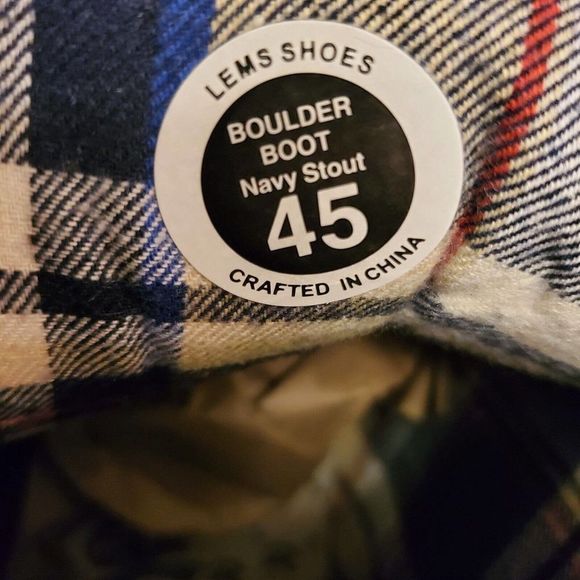 LEMS SHOES
BOULDER
BOOT
Navy Stout
45
CRAFTED IN CHINA